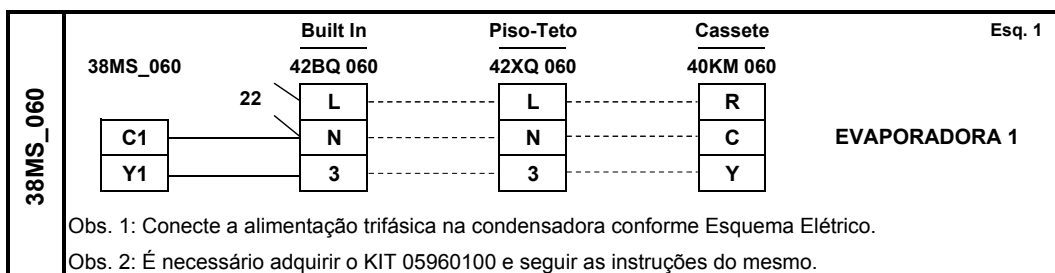 Built In Piso-Teto Cassete Esq. 1
38MS_060 42BQ 060 42XQ 060 40KM 060
22 L L R
C1 N N C EVAPORADORA 1
Y1 3 3 Y
38MS_060
Obs. 1: Conecte a alimentação trifásica na condensadora conforme Esquema Elétrico.
Obs. 2: É necessário adquirir o KIT 05960100 e seguir as instruções do mesmo.